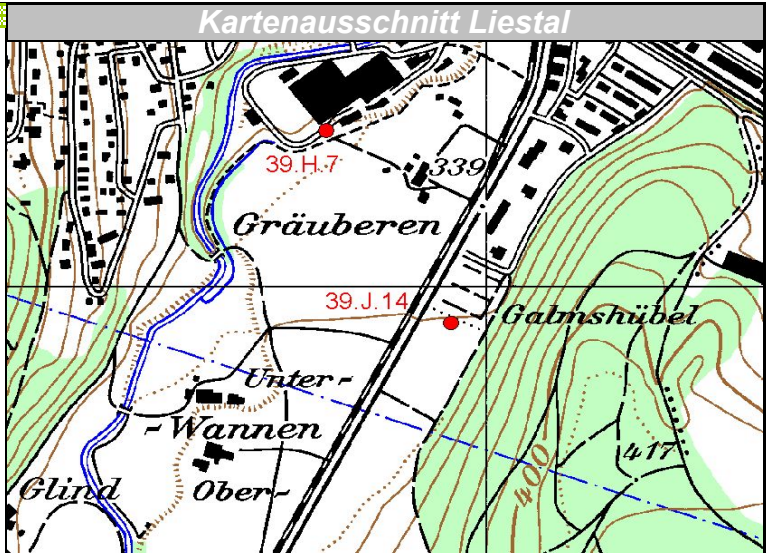 Kartenausschnitt Liestal
39.H.7
339
Gräuberen
39.J.14
Galmshübel
Unter-
-Wannen
Ober-
Glind
400
417